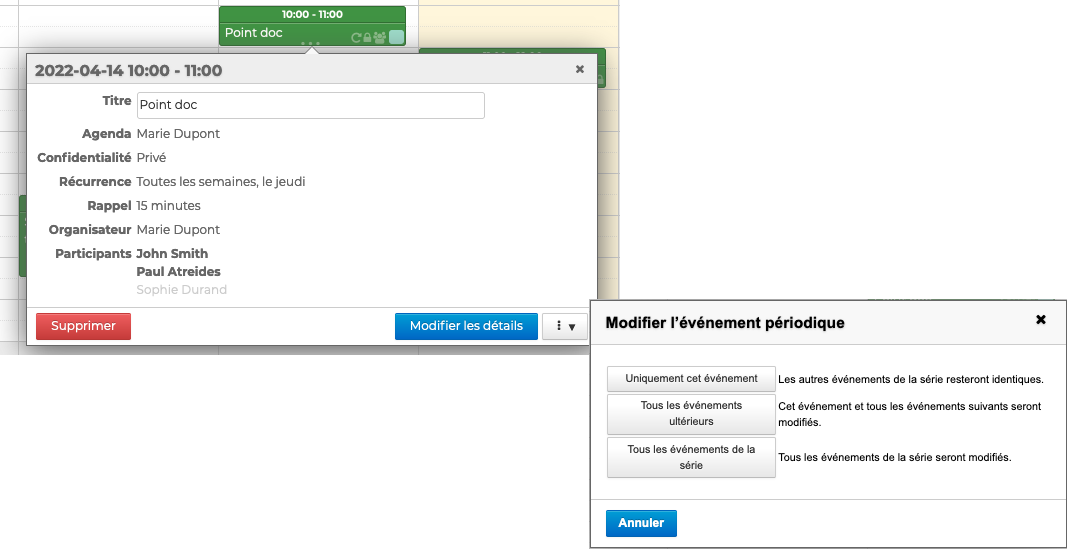 10:00 - 11:00
Point doc
2022-04-14 10:00 - 11:00
Titre Point doc
Agenda Marie Dupont
Confidentialité Privé
Récurrence Toutes les semaines, le jeudi
Rappel 15 minutes
Organisateur Marie Dupont
Participants John Smith
Paul Atreides
Sophie Durand
Supprimer Modifier les détails
Modifier l’événement périodique
Uniquement cet événement Les autres événements de la série resteront identiques.
Tous les événements
ultérieurs
Cet événement et tous les événements suivants seront
modifiés.
Tous les événements de la
série
Tous les événements de la série seront modifiés.
Annuler